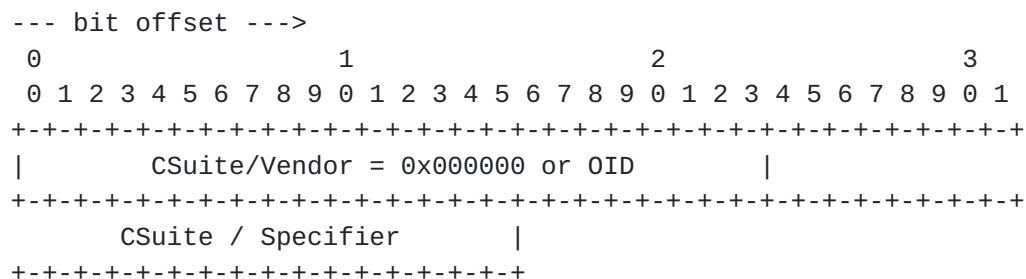 --- bit offset --->
 0                   1                   2                   3
 0 1 2 3 4 5 6 7 8 9 0 1 2 3 4 5 6 7 8 9 0 1 2 3 4 5 6 7 8 9 0 1
+-+-+-+-+-+-+-+-+-+-+-+-+-+-+-+-+-+-+-+-+-+-+-+-+-+-+-+-+-+-+-+-+
|        CSuite/Vendor = 0x000000 or OID        |
+-+-+-+-+-+-+-+-+-+-+-+-+-+-+-+-+-+-+-+-+-+-+-+-+-+-+-+-+-+-+-+-+
       CSuite / Specifier       |
+-+-+-+-+-+-+-+-+-+-+-+-+-+-+-+-+